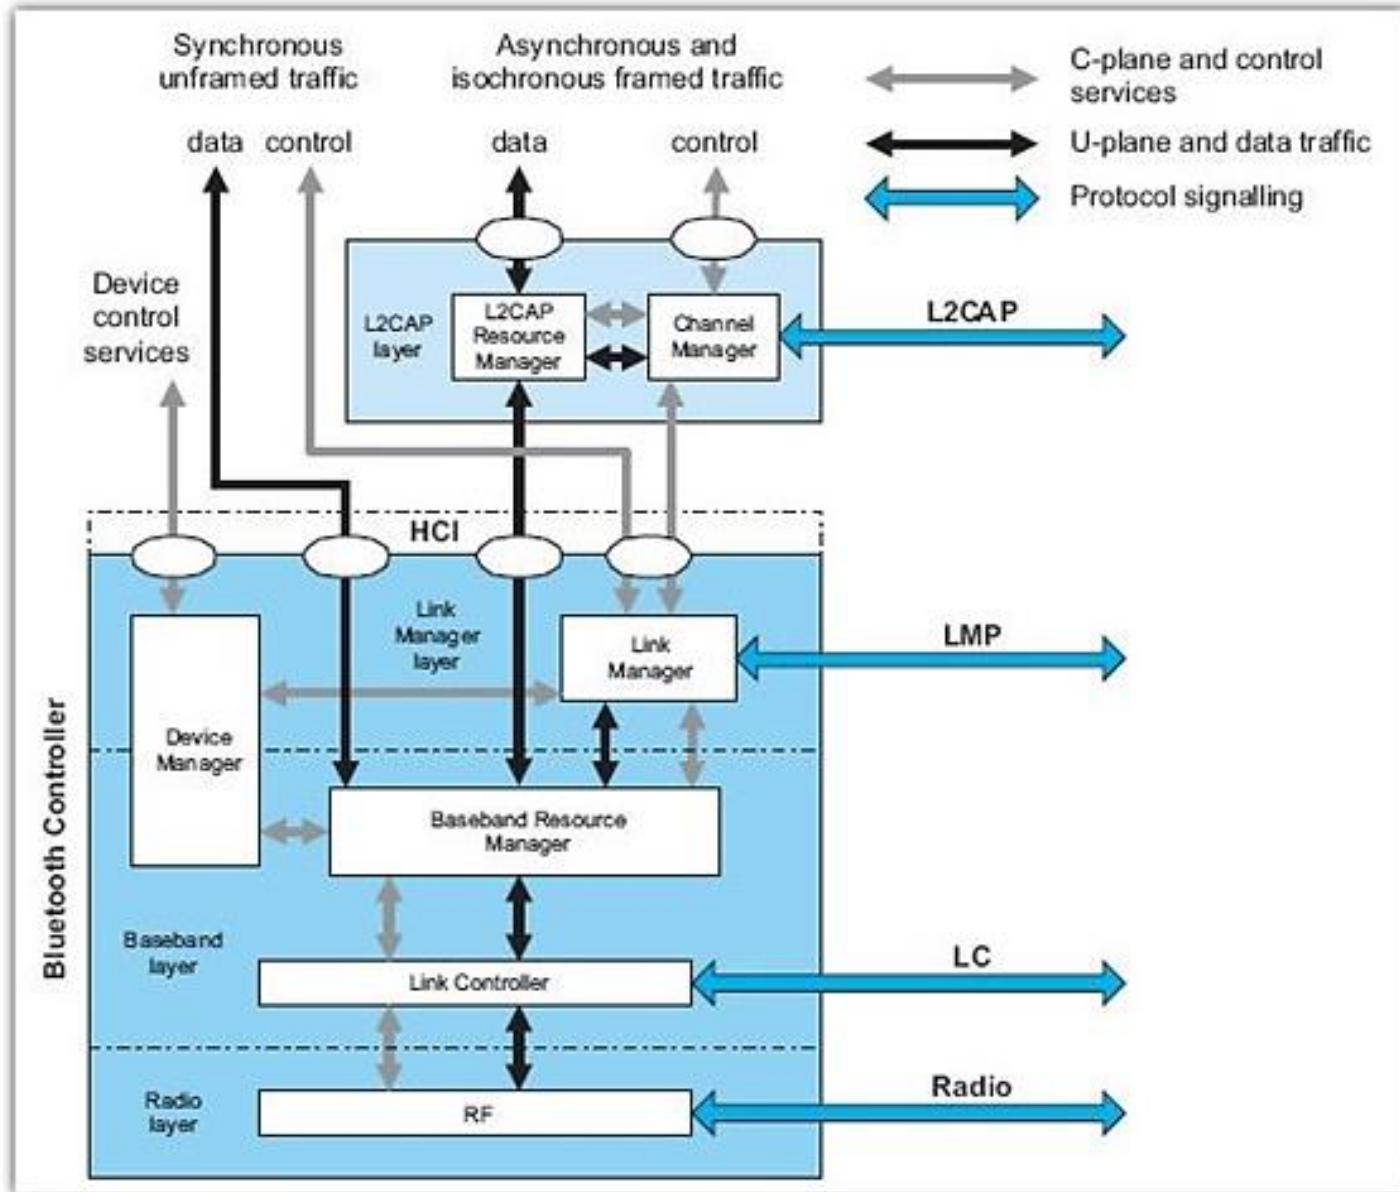 Synchronous
unframed traffic
Asynchronous and
isochronous framed traffic
C-plane and control
services
data
control
data
control
U-plane and data traffic
Protocol signalling
Device
control
services
L2CAP
layer
L2CAP
Resource
Manager
Channel
Manager
L2CAP
HCI
Link
Manager
layer
Link
Manager
LMP
Device
Manager
Bluetooth Controller
Baseband Resource
Manager
Baseband
layer
Link Controller
LC
Radio
layer
RF
Radio